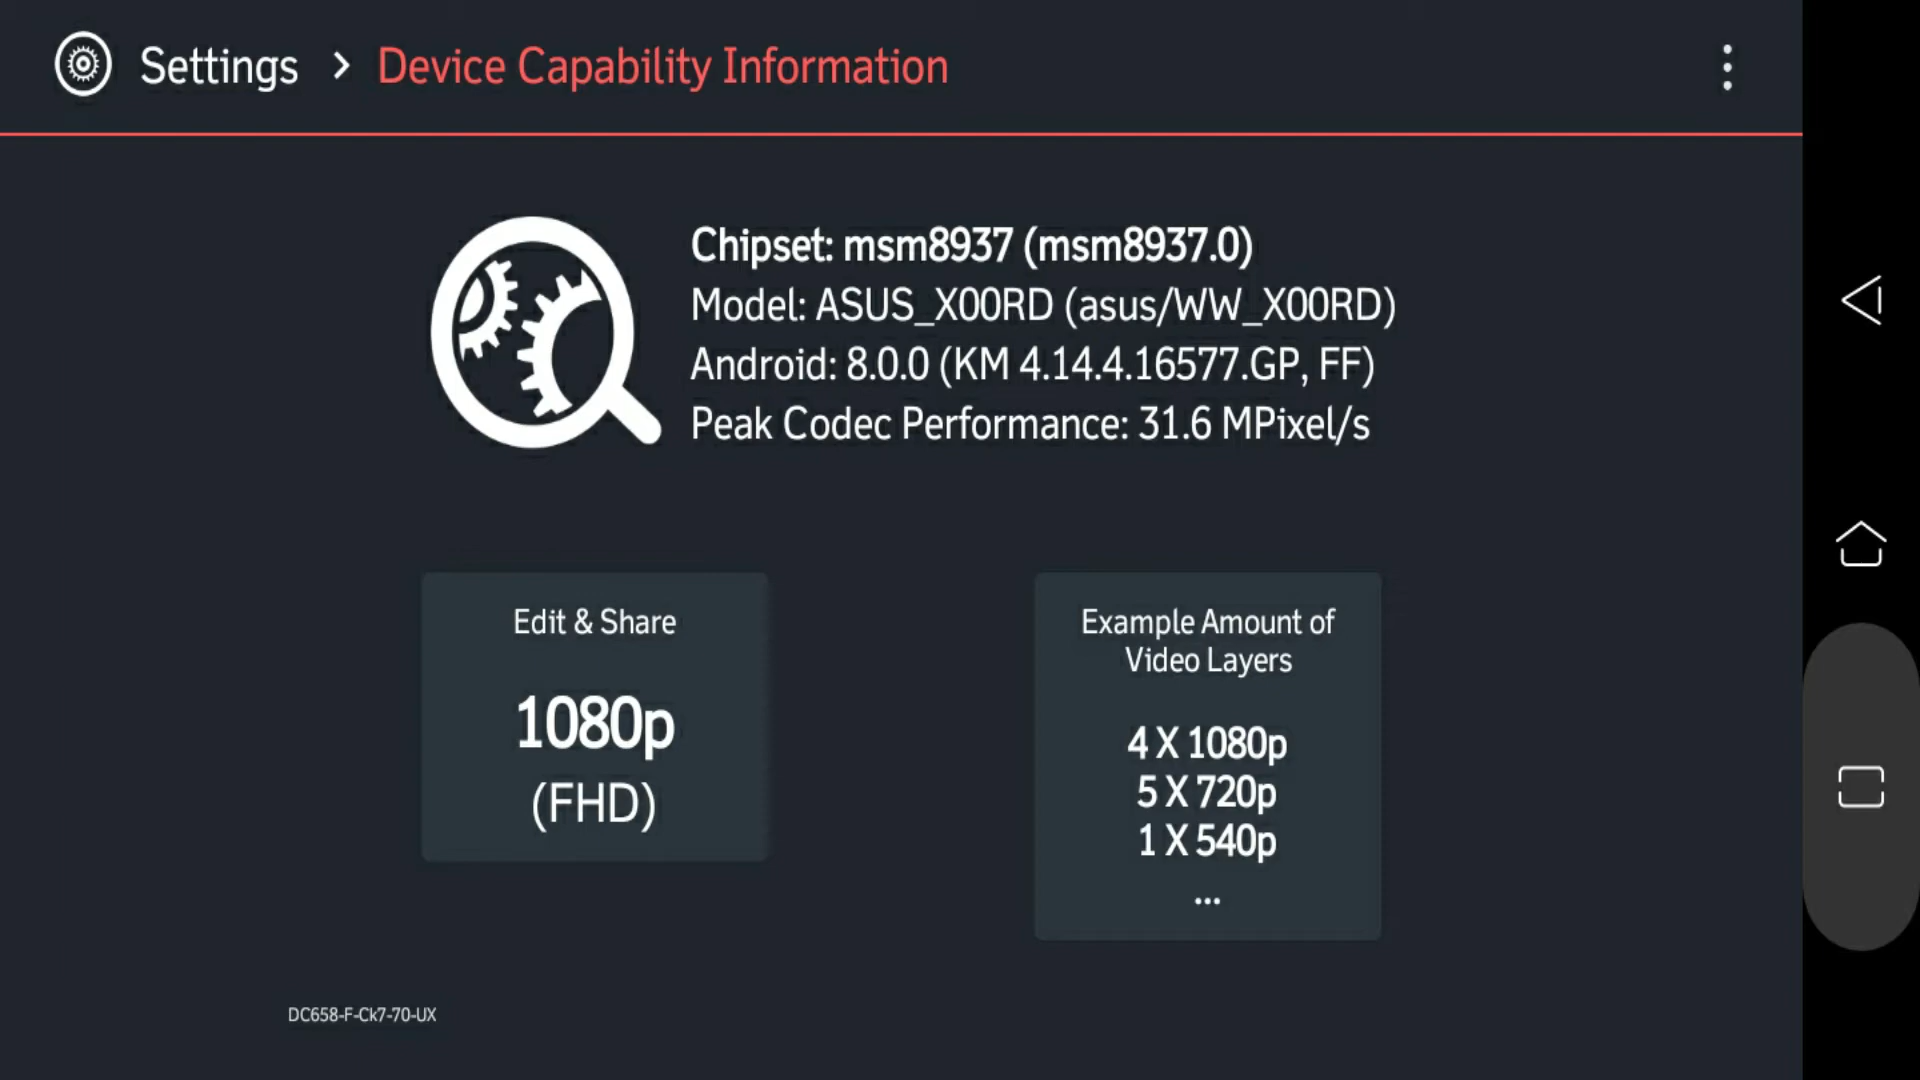 Settings > Device Capability Information
Chipset: msm8937 (msm8937.0)
Model: ASUS_X00RD (asus/WW_X00RD)
Android: 8.0.0 (KM 4.14.4.16577.GP, FF)
Peak Codec Performance: 31.6 MPixel/s
Edit & Share
1080p
(FHD)
Example Amount of
Video Layers
4 X 1080p
5 X 720p
1 X 540p
...
DC658-F-Ck7-70-UX